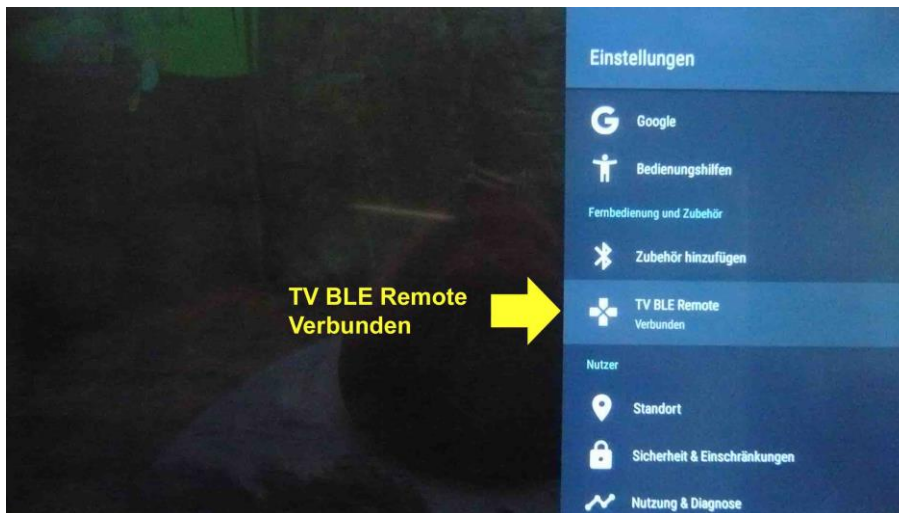 Einstellungen
Google
Bedienungshilfen
Fernbedienung und Zubehör
Zubehör hinzufügen
TV BLE Remote
Verbunden
TV BLE Remote
Verbunden
Nutzer
Standort
Sicherheit & Einschränkungen
Nutzung & Diagnose